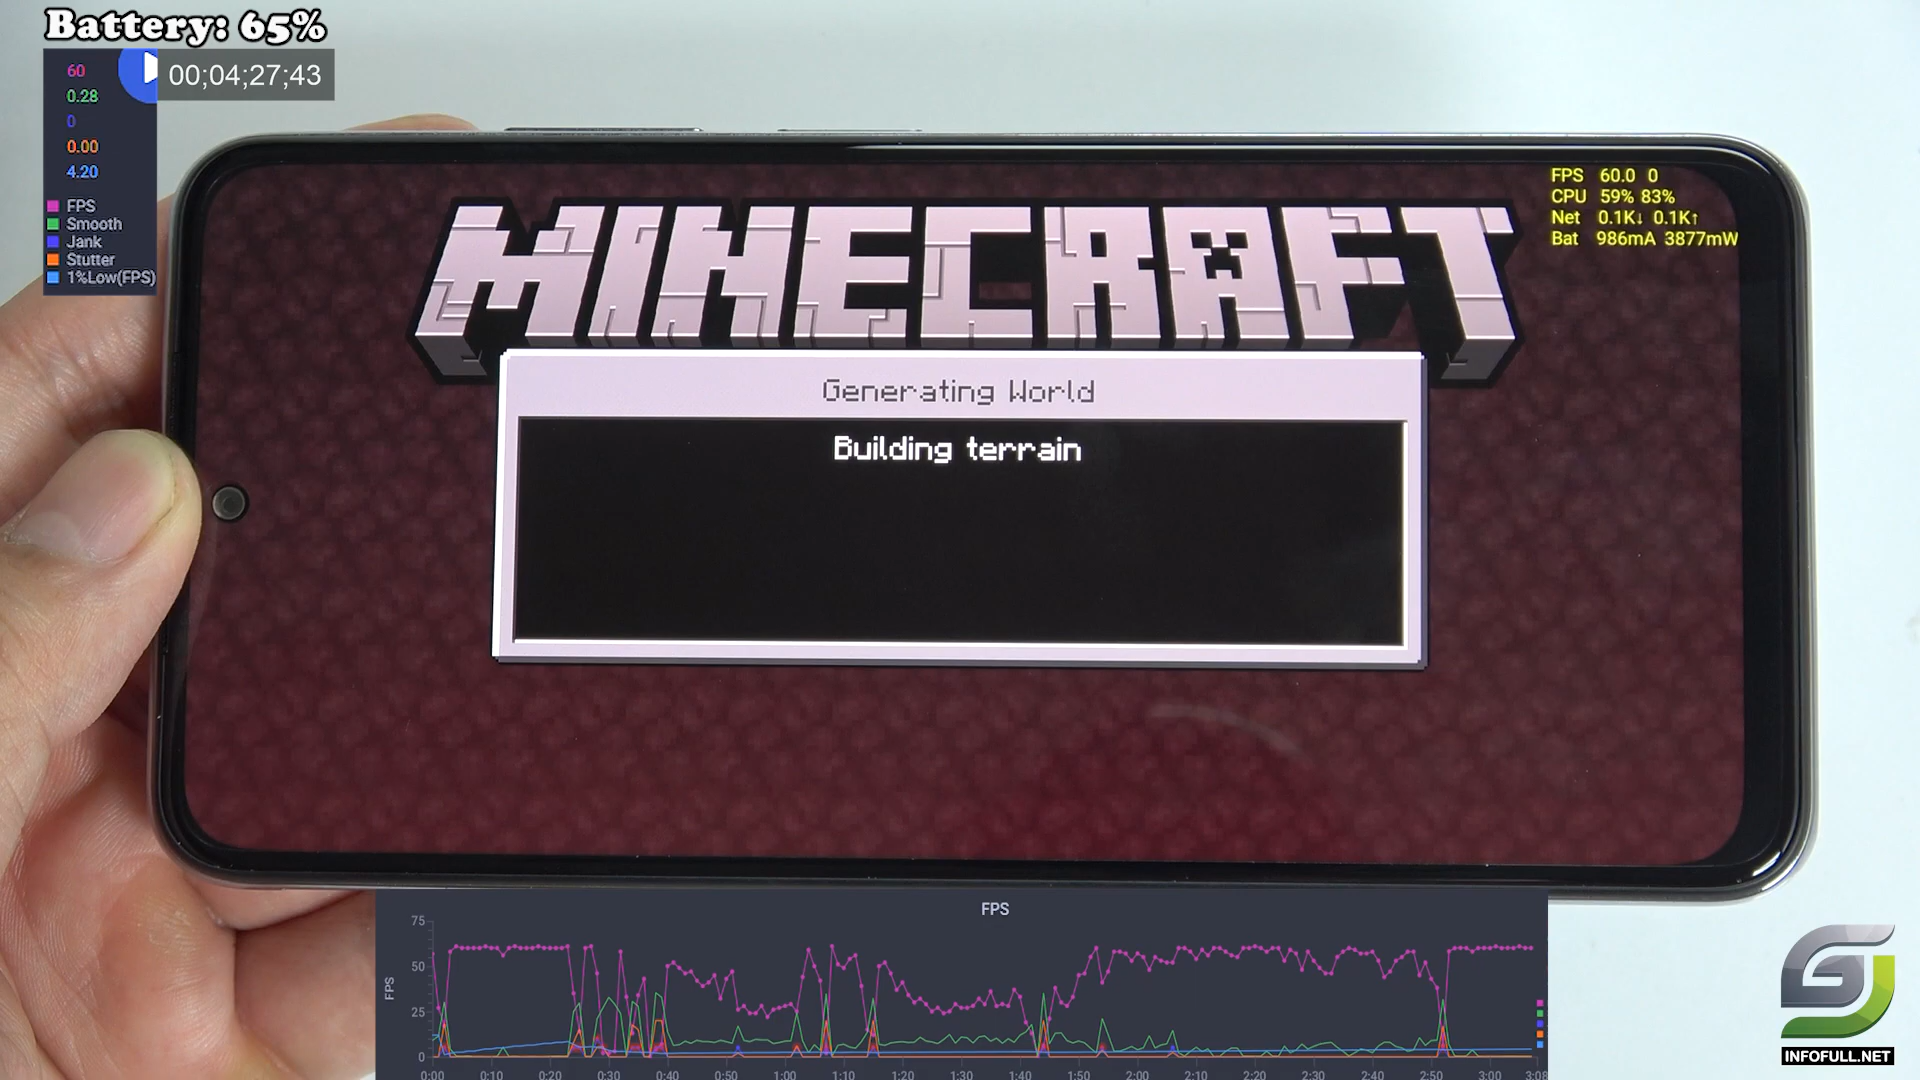 Battery: 65%
00;04;27;43
60
0.28
0
0.00
4.20
FPS
Smooth
Jank
Stutter
1%Low(FPS)
FPS 60.0 0
CPU 59% 83%
Net 0.1K↓ 0.1K↑
Bat 986mA 3877mW
MINECRAFT
Generating World
Building terrain
FPS
75
50
25
0
FPS
0:00 0:10 0:20 0:30 0:40 0:50 1:00 1:10 1:20 1:30 1:40 1:50 2:00 2:10 2:20 2:30 2:40 2:50 3:00 3:08
INFOFULL.NET